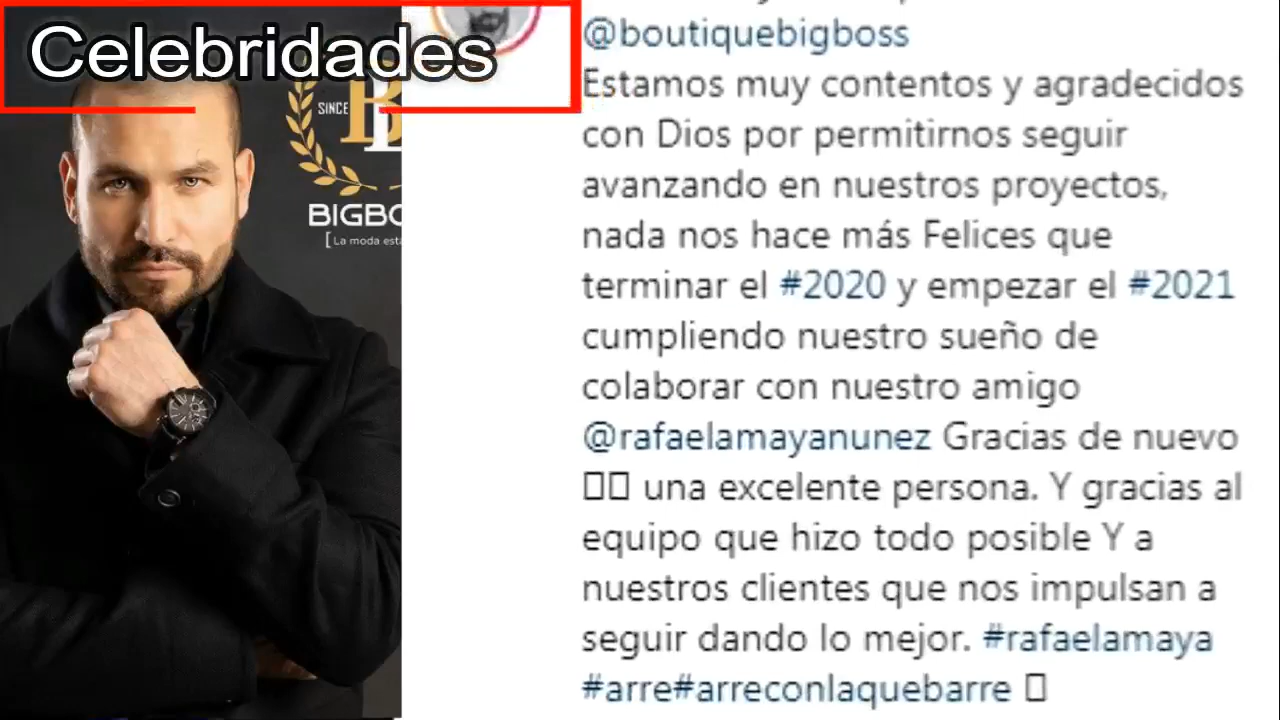 Celebridades
SINCE
BIGBO
[La moda esta
@boutiquebigboss
Estamos muy contentos y agradecidos
con Dios por permitirnos seguir
avanzando en nuestros proyectos,
nada nos hace más Felices que
terminar el #2020 y empezar el #2021
cumpliendo nuestro sueño de
colaborar con nuestro amigo
@rafaelamayanunez Gracias de nuevo
una excelente persona. Y gracias al
equipo que hizo todo posible Y a
nuestros clientes que nos impulsan a
seguir dando lo mejor. #rafaelamaya
#arre#arreconlaquebarre